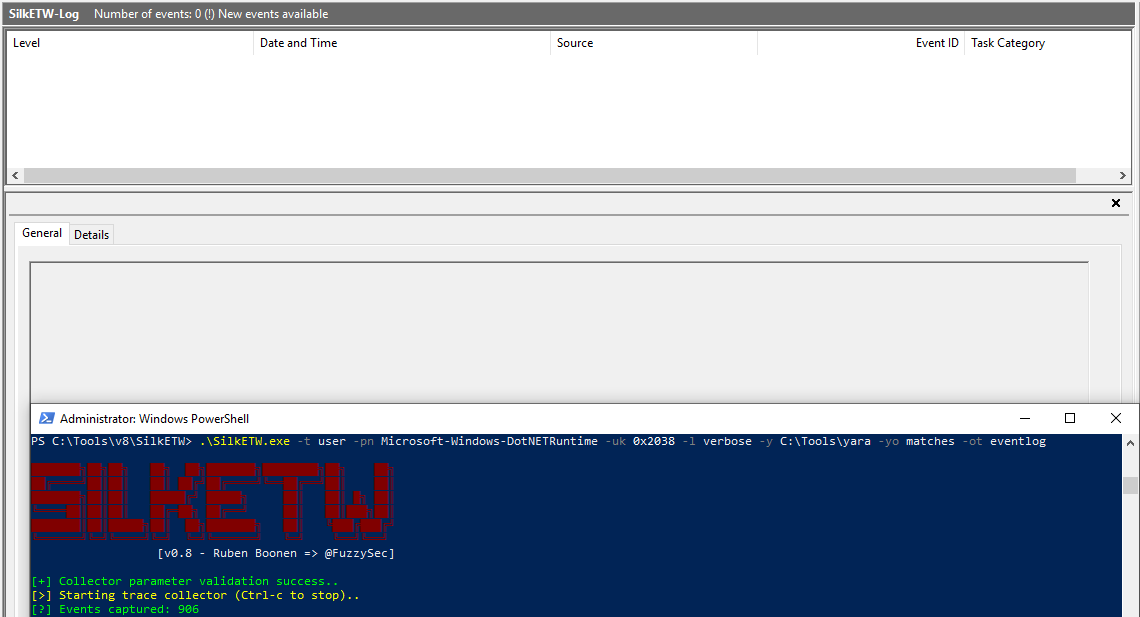 SilkETW-Log Number of events: 0 (!) New events available
Level Date and Time Source Event ID Task Category
General Details
Administrator: Windows PowerShell
PS C:\Tools\v8\SilkETW> .\SilkETW.exe -t user -pn Microsoft-Windows-DotNETRuntime -uk 0x2038 -l verbose -y C:\Tools\yara -yo matches -ot eventlog
SILKETW
[v0.8 - Ruben Boonen => @FuzzySec]
[+] Collector parameter validation success..
[>] Starting trace collector (Ctrl-c to stop)..
[?] Events captured: 906